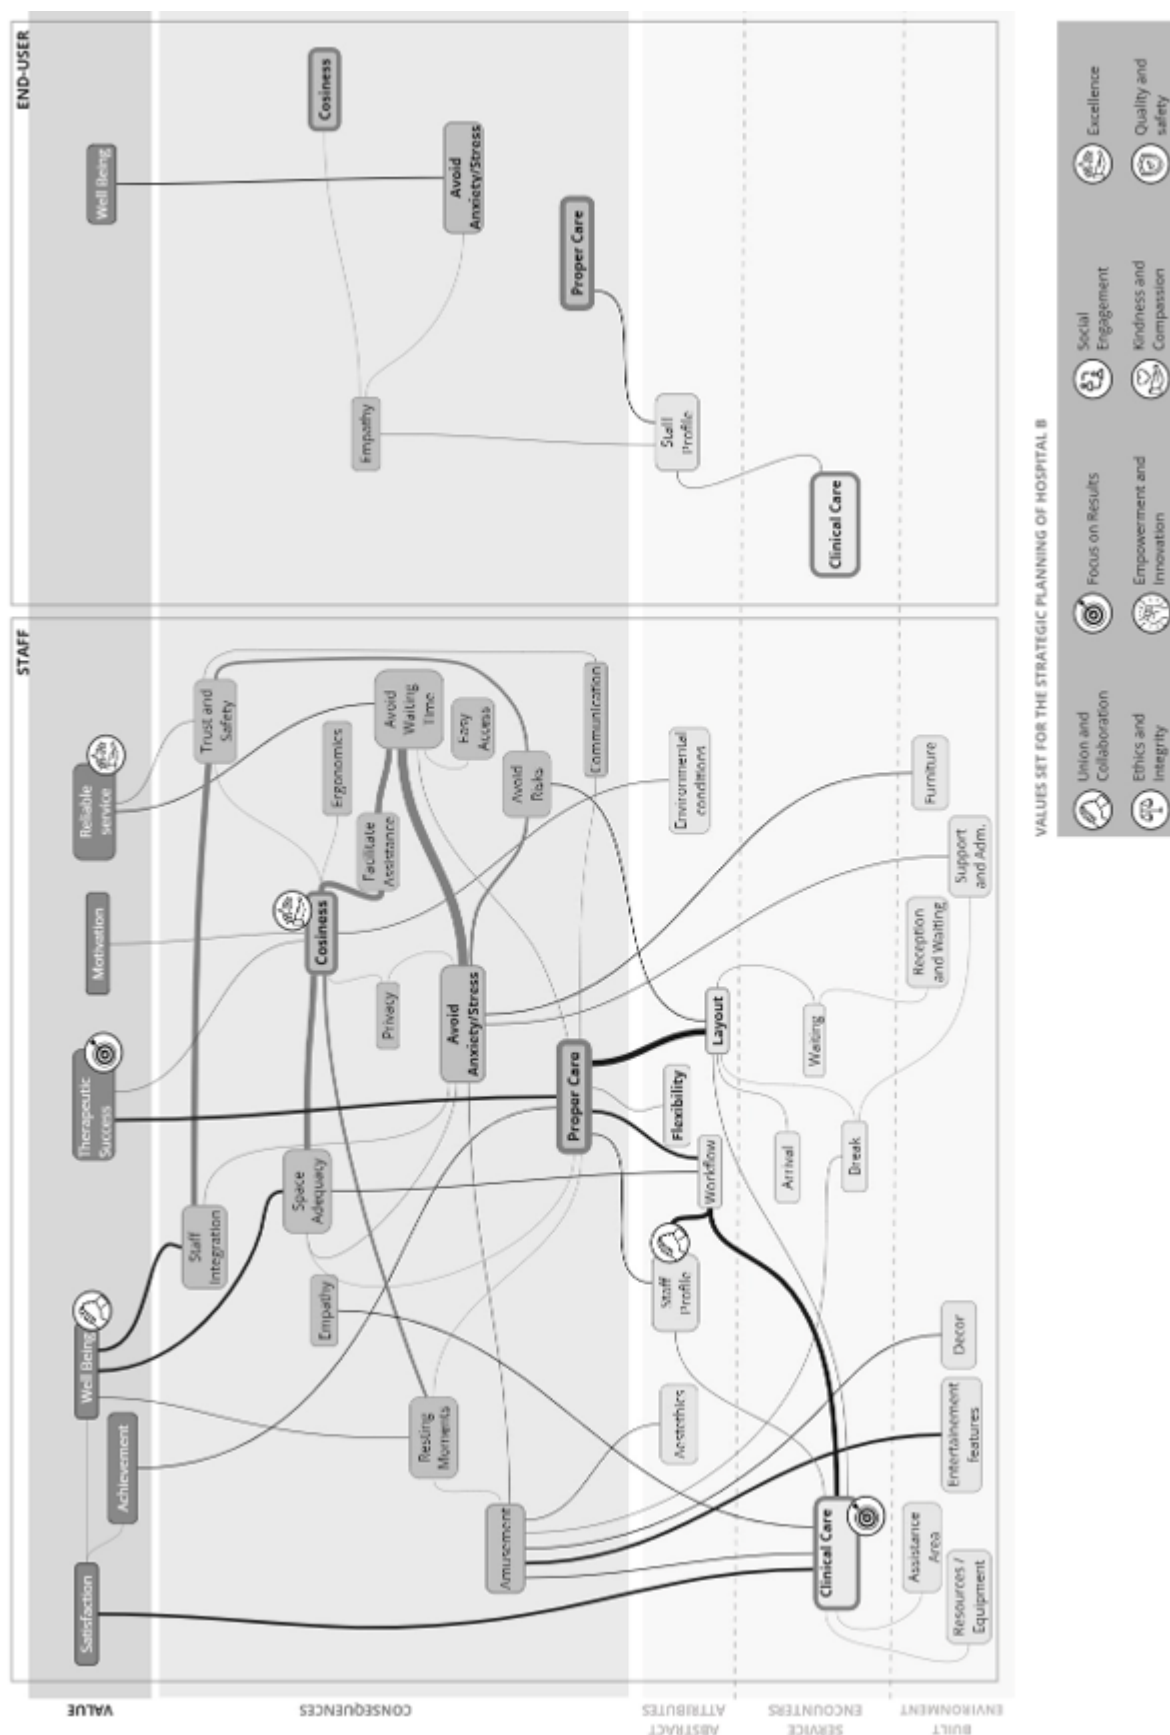 STAFF
END-USER
VALUE
CONSEQUENCES
ABSTRACT
ATTRIBUTES
SERVICE
ENCOUNTERS
BUILT
ENVIRONMENT
Satisfaction
Achievement
Well Being
Therapeutic
Success
Motivation
Reliable
service
Staff
Integration
Trust and
Safety
Space
Adequacy
Empathy
Cosiness
Ergonomics
Facilitate
Assistance
Privacy
Avoid
Waiting
Time
Easy
Access
Resting
Moments
Avoid
Anxiety/Stress
Amusement
Avoid
Risks
Proper Care
Communication
Aestethics
Staff
Profile
Flexibility
Workflow
Layout
Environmental
conditions
Clinical Care
Arrival
Waiting
Break
Assistance
Area
Resources /
Equipment
Entertainement
features
Decor
Reception
and Waiting
Support
and Adm.
Furniture
Well Being
Cosiness
Avoid
Anxiety/Stress
Empathy
Proper Care
Staff
Profile
Clinical Care
VALUES SET FOR THE STRATEGIC PLANNING OF HOSPITAL B
Union and
Collaboration
Focus on Results
Social
Engagement
Excellence
Ethics and
Integrity
Empowerment and
Innovation
Kindness and
Compassion
Quality and
safety